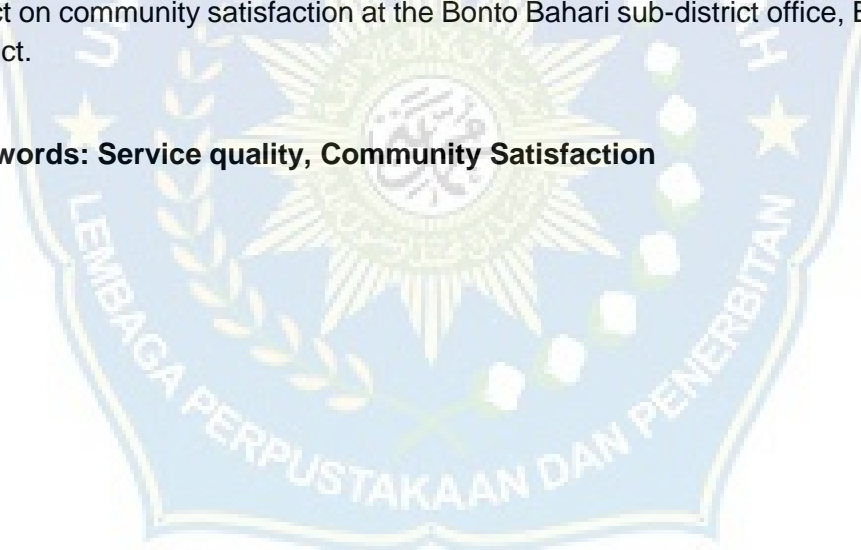 ct on community satisfaction at the Bonto Bahari sub-district office, B
ct.
words: Service quality, Community Satisfaction
LEMBAGA PERPUSTAKAAN DAN PENERBITAN